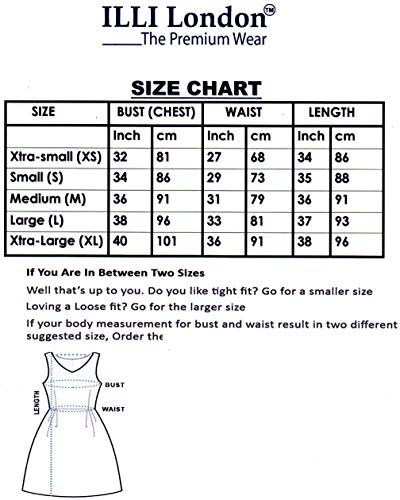 ILLI London™
The Premium Wear
SIZE CHART
SIZE BUST (CHEST) WAIST LENGTH
Inch cm Inch cm Inch cm
Xtra-small (XS) 32 81 27 68 34 86
Small (S) 34 86 29 73 35 88
Medium (M) 36 91 31 79 36 91
Large (L) 38 96 33 81 37 93
Xtra-Large (XL) 40 101 36 91 38 96
If You Are In Between Two Sizes
Well that's up to you. Do you like tight fit? Go for a smaller size
Loving a Loose fit? Go for the larger size
If your body measurement for bust and waist result in two different
suggested size, Order the
BUST
LENGTH
WAIST